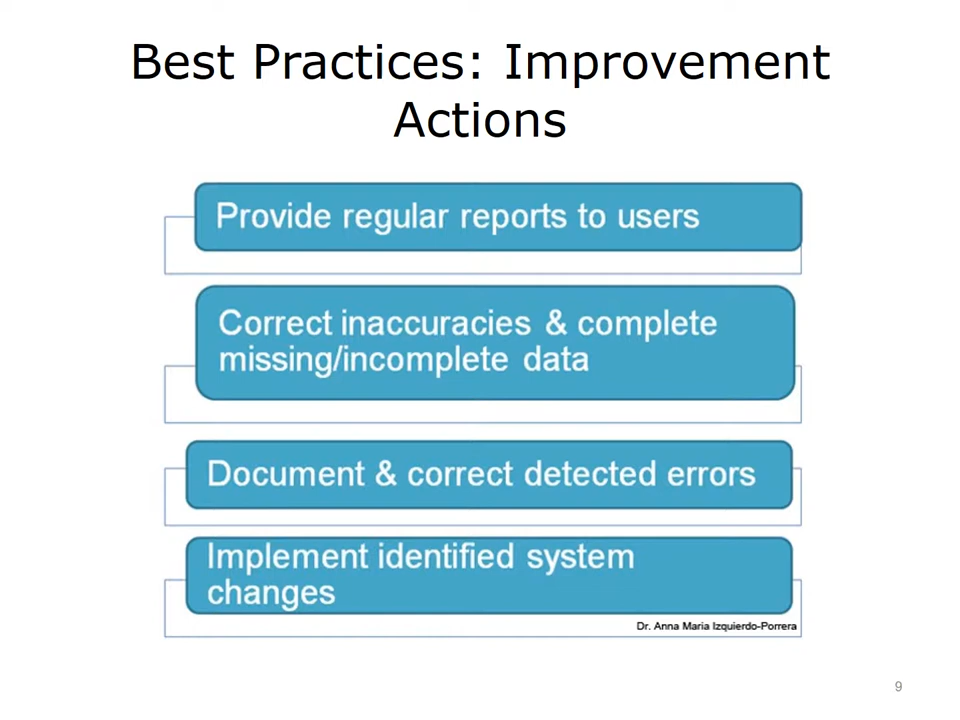 Best Practices: Improvement
Actions
Provide regular reports to users
Correct inaccuracies & complete
missing/incomplete data
Document & correct detected errors
Implement identified system
changes
Dr. Anna Maria Izquierdo-Porrera
9